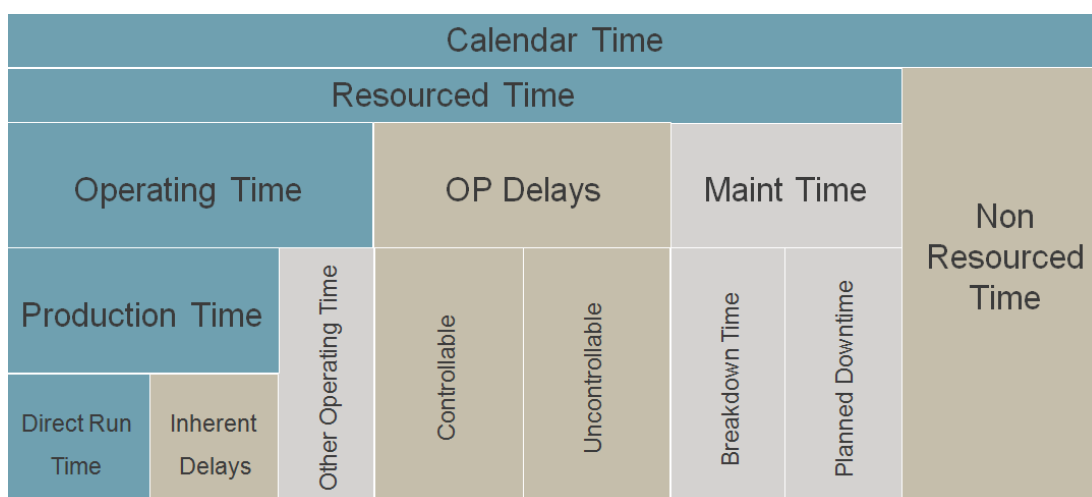 Calendar Time
Resourced Time
Operating Time
OP Delays
Maint Time
Non
Resourced
Time
Production Time
Other Operating Time
Controllable
Uncontrollable
Breakdown Time
Planned Downtime
Direct Run
Time
Inherent
Delays